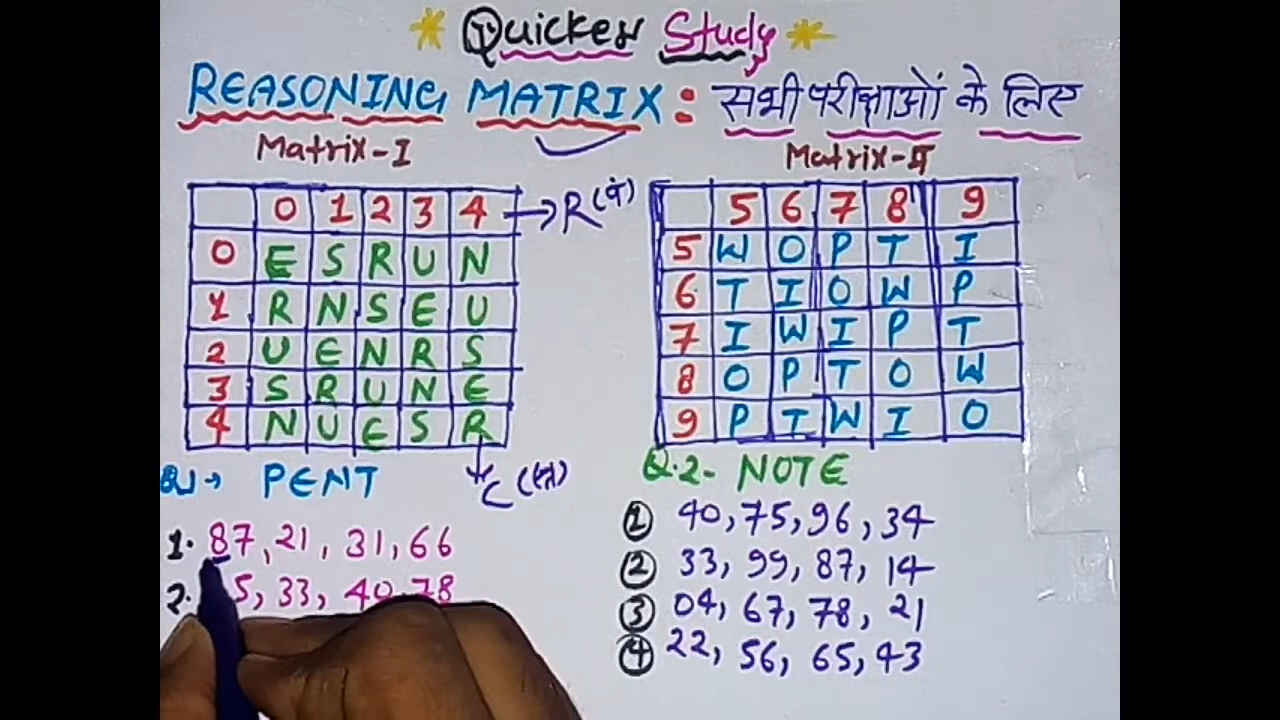 Quicker Study
REASONING MATRIX : सभी परीक्षाओं के लिए
Matrix-I
0 1 2 3 4 → R (पं)
0 E S R U N
1 R N S E U
2 U E N R S
3 S R U N E
4 N U E S R
C (स्त)
Matrix-II
5 6 7 8 9
5 W O P T I
6 T I O W P
7 I W I P T
8 O P T O W
9 P T W I O
Q1→ PENT
1. 87, 21, 31, 66
2. 5, 33, 40, 78
Q.2- NOTE
① 40, 75, 96, 34
② 33, 99, 87, 14
③ 04, 67, 78, 21
④ 22, 56, 65, 43